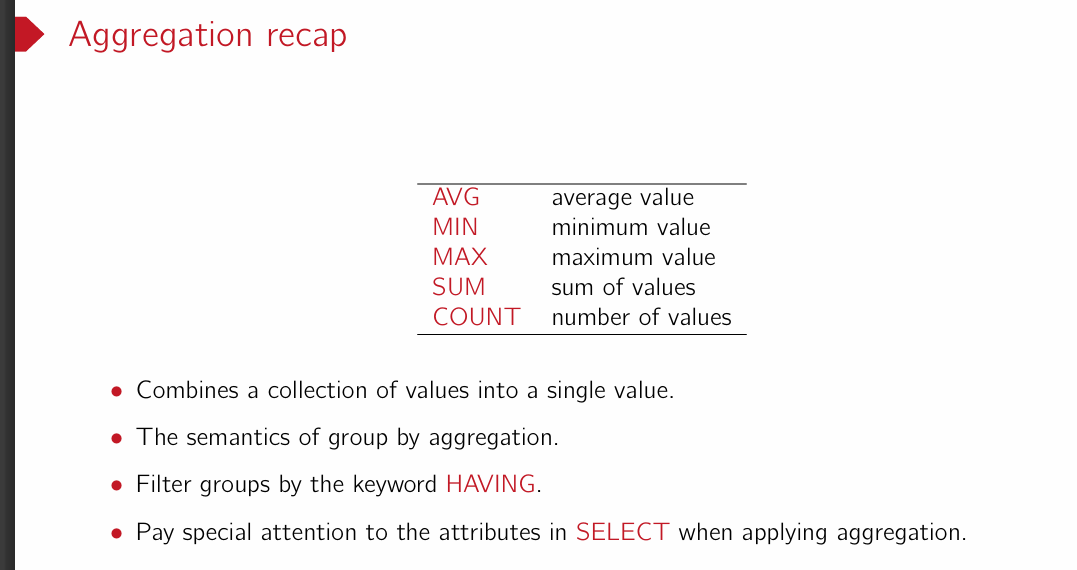 Aggregation recap
AVG average value
MIN minimum value
MAX maximum value
SUM sum of values
COUNT number of values
• Combines a collection of values into a single value.
• The semantics of group by aggregation.
• Filter groups by the keyword HAVING.
• Pay special attention to the attributes in SELECT when applying aggregation.